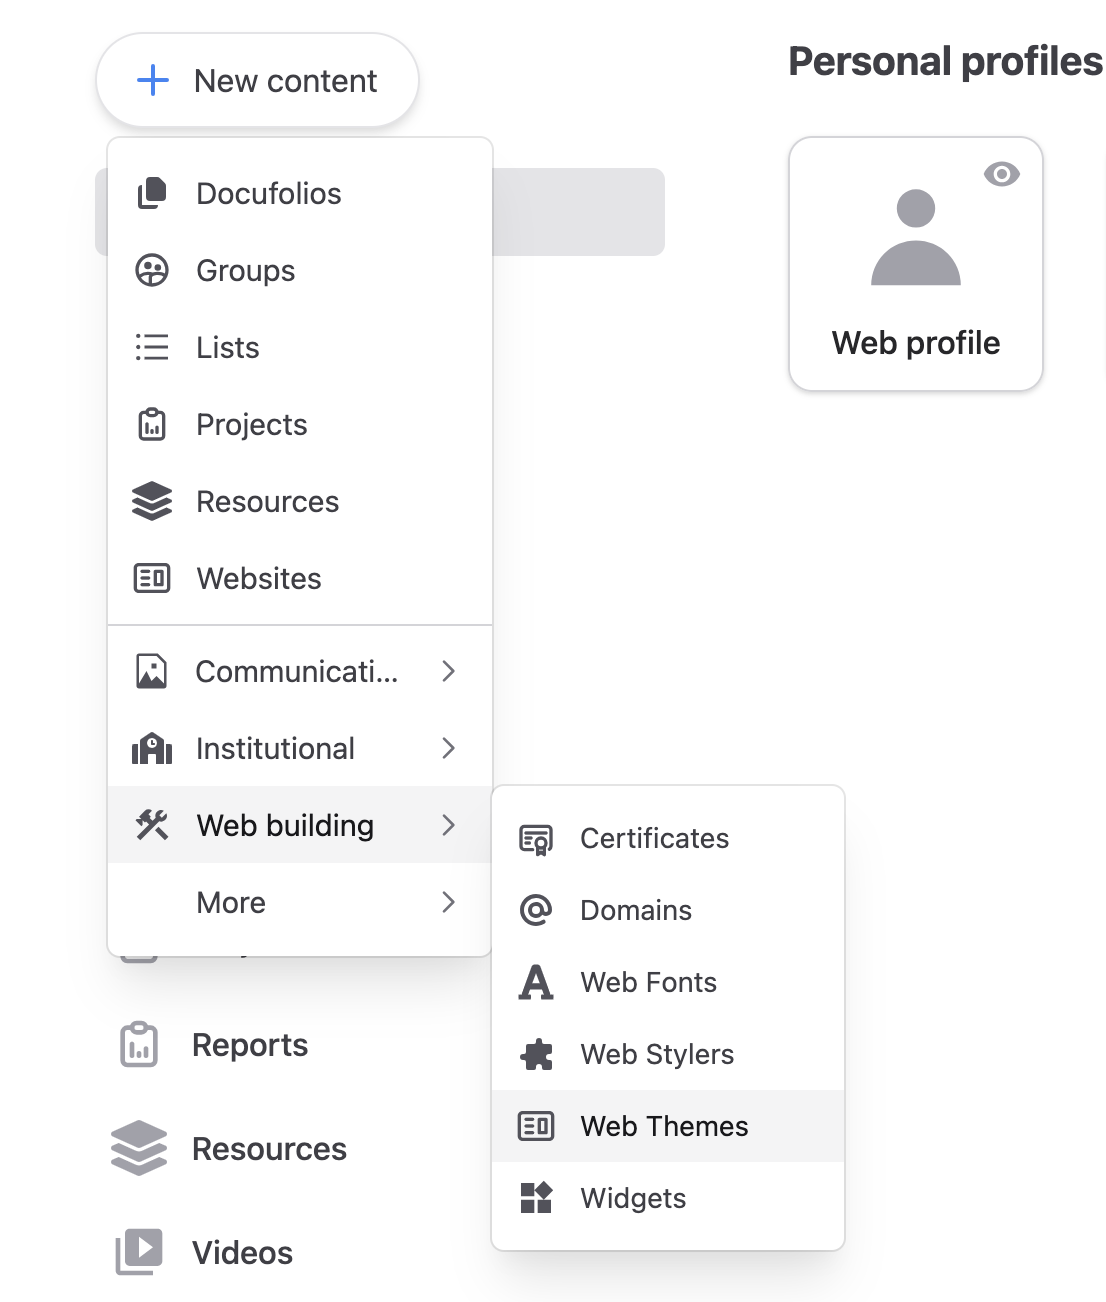 New content
Personal profiles
Docufolios
Groups
Lists
Projects
Resources
Websites
Communicati...
Institutional
Web building
More
Web profile
Certificates
Domains
Web Fonts
Web Stylers
Web Themes
Widgets
Reports
Resources
Videos